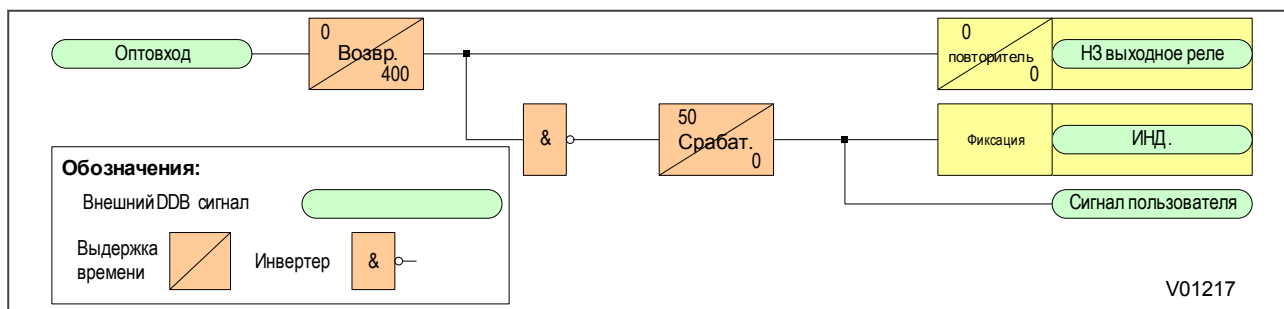 Оптовход
0
Возвр.
400
0
повторитель
0
НЗ выходное реле
&
50
Срабат.
0
Фиксация
ИНД.
Сигнал пользователя
Обозначения:
Внешний DDB сигнал
Выдержка
времени
Инвертер
&
V01217